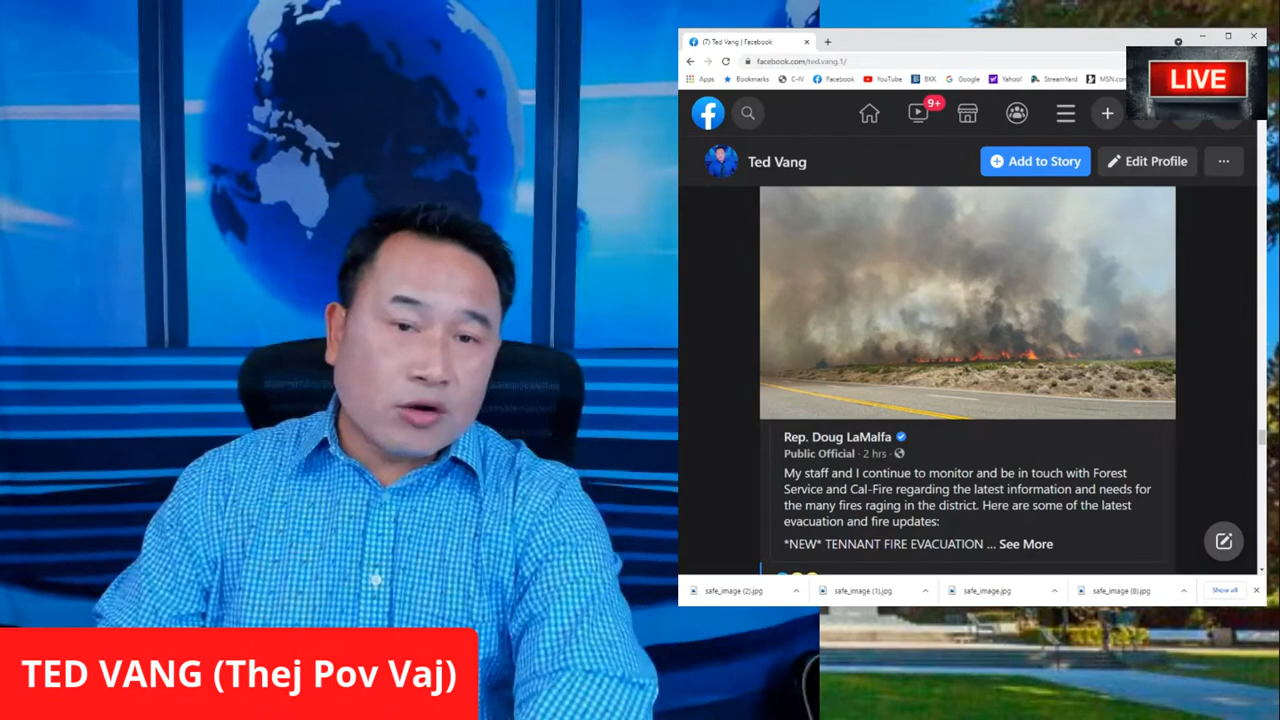 (7) Ted Vang | Facebook
facebook.com/ted.vang.1/
Apps Bookmarks C-IV Facebook YouTube BKK Google Yahoo! StreamYard MSN.com
LIVE
9+
Ted Vang
Add to Story
Edit Profile
Rep. Doug LaMalfa
Public Official · 2 hrs ·
My staff and I continue to monitor and be in touch with Forest
Service and Cal-Fire regarding the latest information and needs for
the many fires raging in the district. Here are some of the latest
evacuation and fire updates:
*NEW* TENNANT FIRE EVACUATION ... See More
safe_image (2).jpg
safe_image (1).jpg
safe_image.jpg
safe_image (8).jpg
Show all
TED VANG (Thej Pov Vaj)